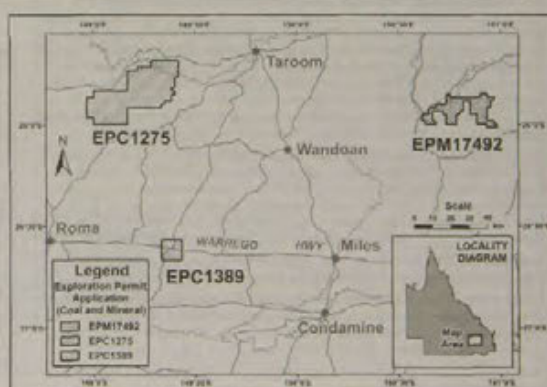 Taroom
EPC1275
EPM17492
N
Wandoan
Roma
WARREGO HWY
Miles
EPC1389
Condamine
Scale
LOCALITY
DIAGRAM
Map
Area
Legend
Exploration Permit
Application
(Coal and Mineral)
EPM17492
EPC1275
EPC1389